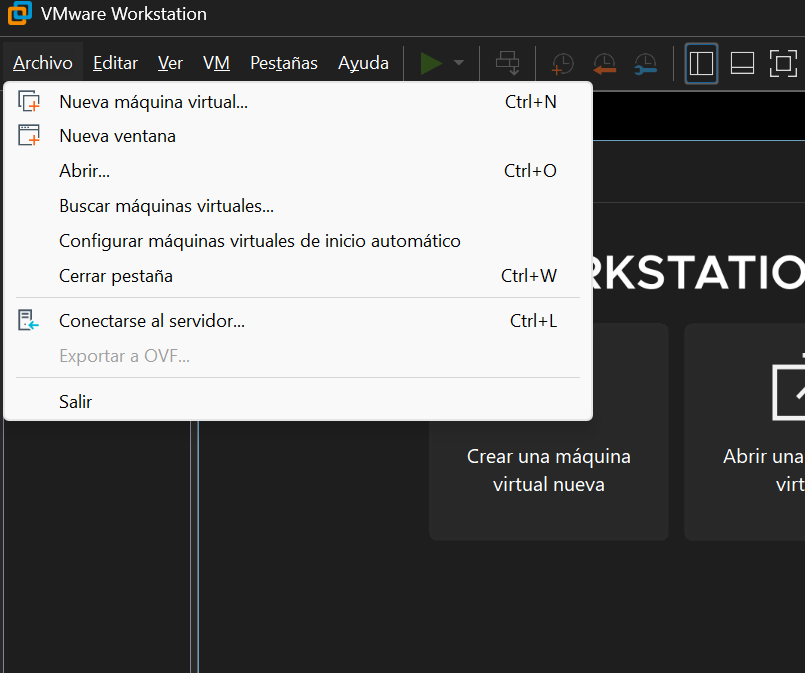 VMware Workstation
Archivo Editar Ver VM Pestañas Ayuda
Nueva máquina virtual... Ctrl+N
Nueva ventana
Abrir... Ctrl+O
Buscar máquinas virtuales...
Configurar máquinas virtuales de inicio automático
Cerrar pestaña Ctrl+W
Conectarse al servidor... Ctrl+L
Exportar a OVF...
Salir
RKSTATIO
Crear una máquina
virtual nueva
Abrir una
virt